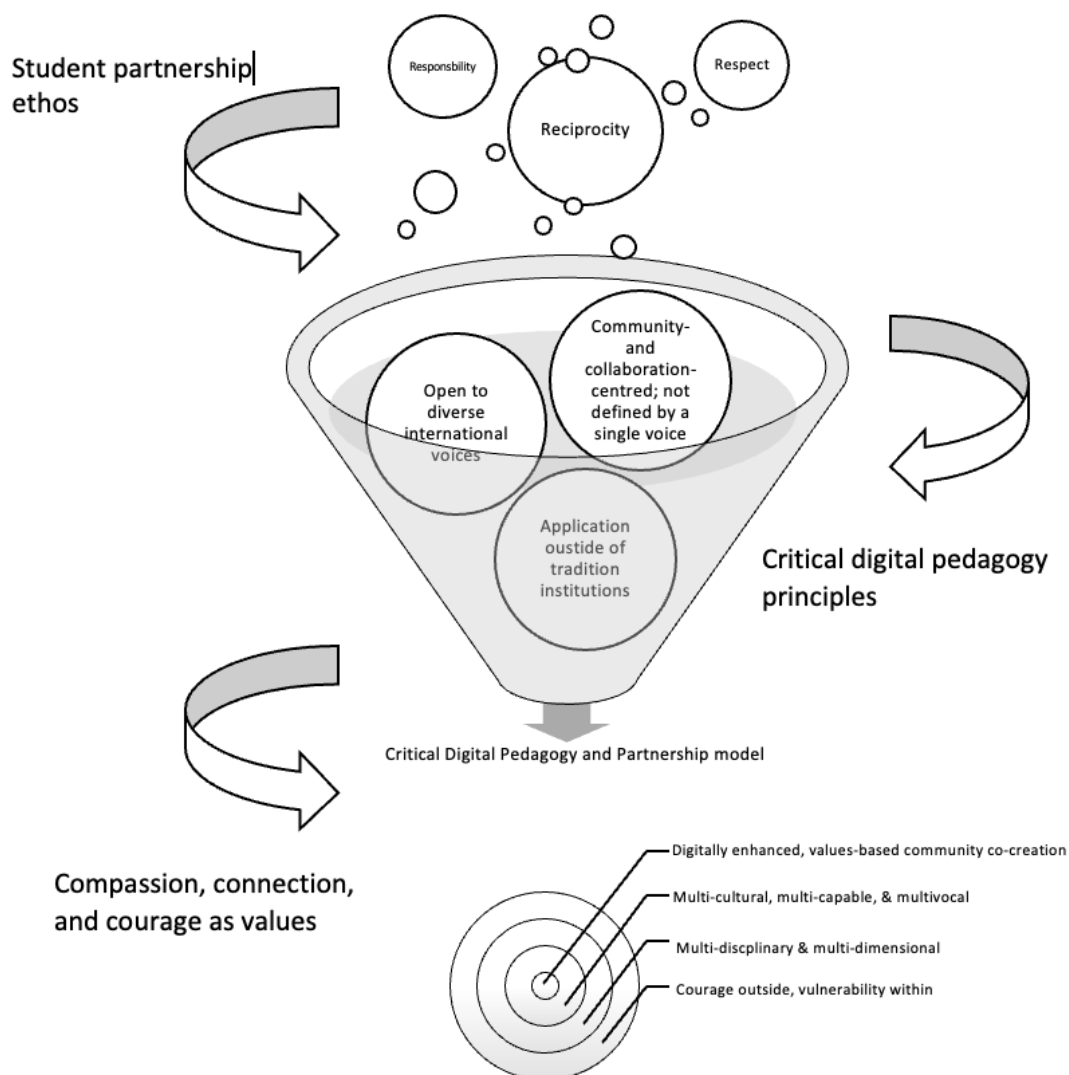 Student partnership
ethos
Responsbility
Reciprocity
Respect
Open to
diverse
international
voices
Community-
and
collaboration-
centred; not
defined by a
single voice
Application
oustide of
tradition
institutions
Critical digital pedagogy
principles
Critical Digital Pedagogy and Partnership model
Compassion, connection,
and courage as values
Digitally enhanced, values-based community co-creation
Multi-cultural, multi-capable, & multivocal
Multi-discplinary & multi-dimensional
Courage outside, vulnerability within